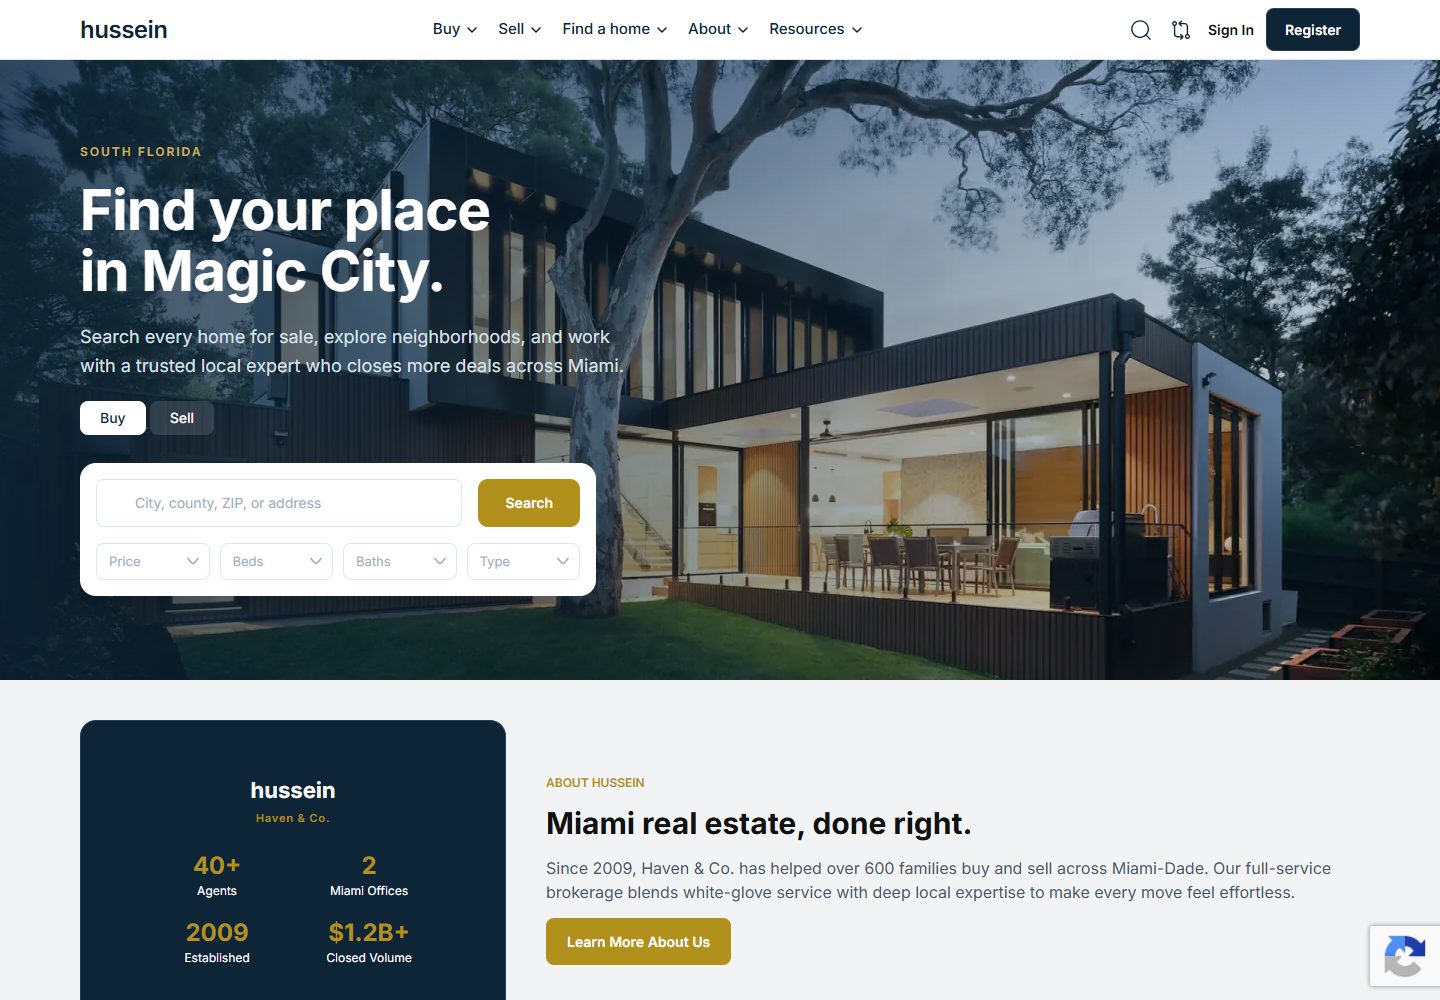 hussein
Buy
Sell
Find a home
About
Resources
Sign In
Register
SOUTH FLORIDA
Find your place
in Magic City.
Search every home for sale, explore neighborhoods, and work
with a trusted local expert who closes more deals across Miami.
Buy
Sell
City, county, ZIP, or address
Search
Price
Beds
Baths
Type
hussein
Haven & Co.
40+
Agents
2
Miami Offices
2009
Established
$1.2B+
Closed Volume
ABOUT HUSSEIN
Miami real estate, done right.
Since 2009, Haven & Co. has helped over 600 families buy and sell across Miami-Dade. Our full-service
brokerage blends white-glove service with deep local expertise to make every move feel effortless.
Learn More About Us